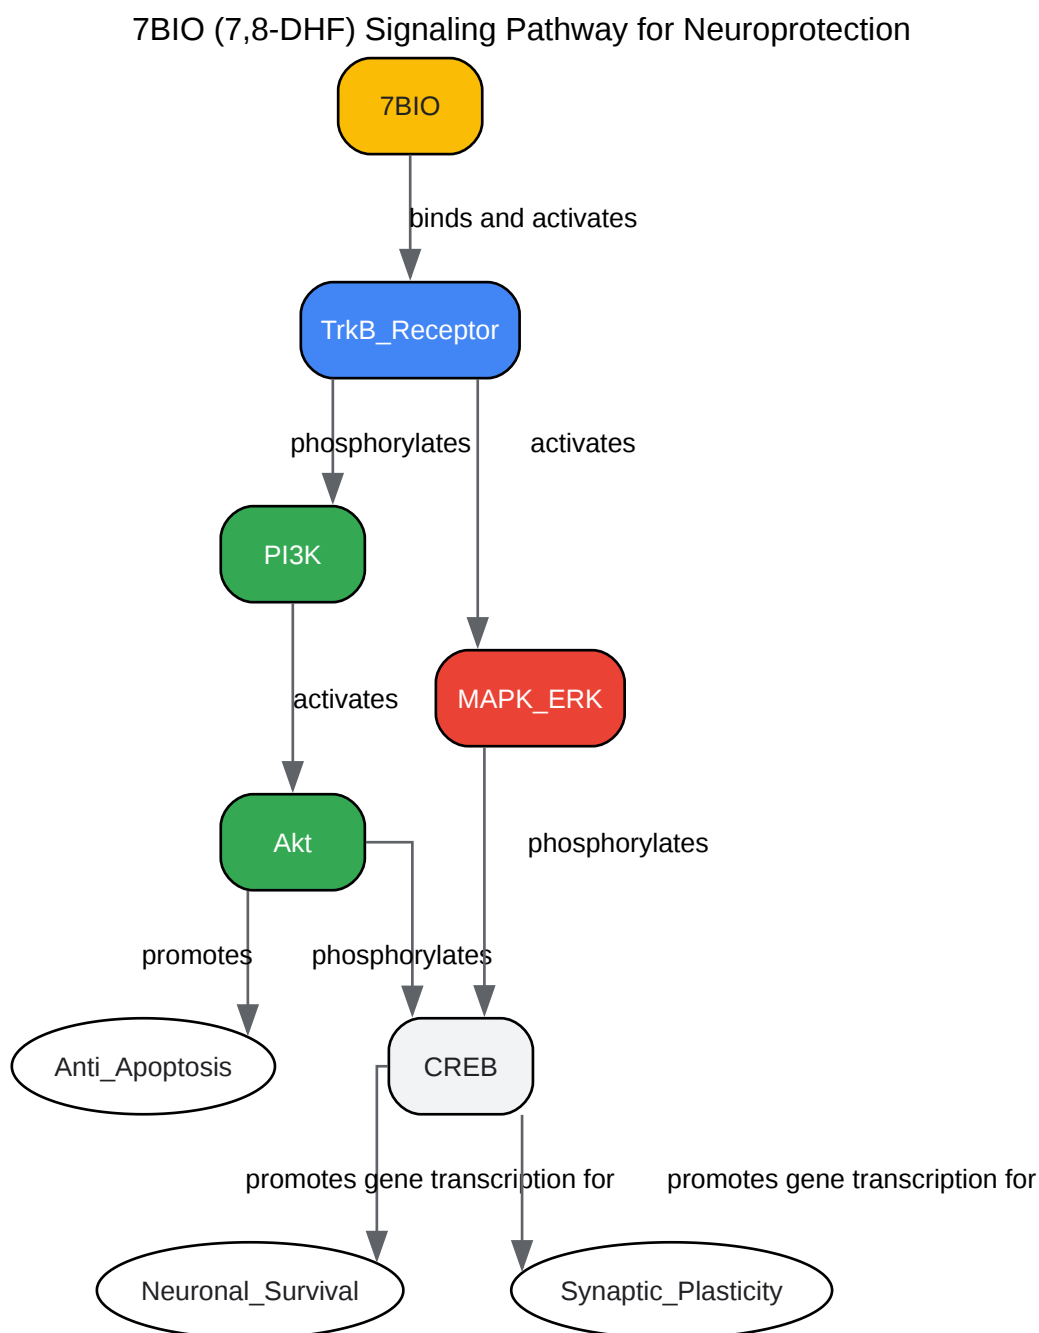 7BIO (7,8-DHF) Signaling Pathway for Neuroprotection
7BIO
binds and activates
TrkB_Receptor
phosphorylates
activates
PI3K
activates
MAPK_ERK
Akt
phosphorylates
promotes
phosphorylates
Anti_Apoptosis
CREB
promotes gene transcription for
promotes gene transcription for
Neuronal_Survival
Synaptic_Plasticity